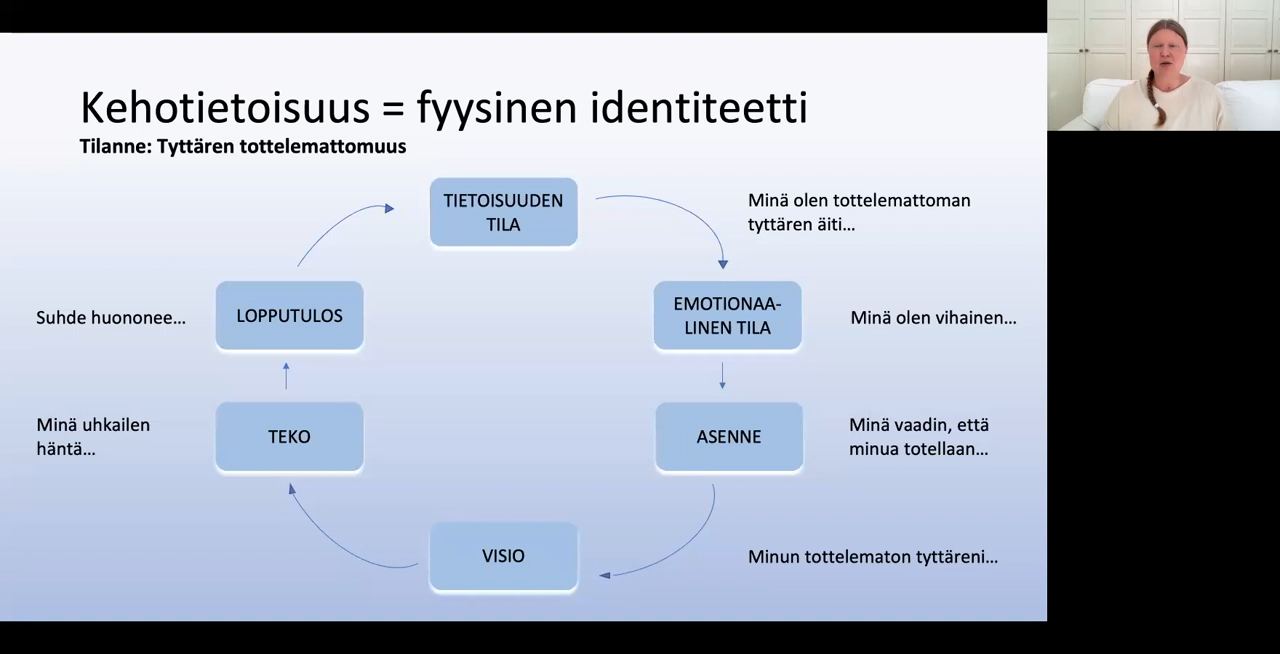 Kehotietoisuus = fyysinen identiteetti
Tilanne: Tyttären tottelemattomuus
TIETOISUUDEN
TILA
Minä olen tottelemattoman
tyttären äiti…
EMOTIONAA-
LINEN TILA
Minä olen vihainen…
ASENNE
Minä vaadin, että
minua totellaan…
VISIO
Minun tottelematon tyttäreni…
TEKO
Minä uhkailen
häntä…
LOPPUTULOS
Suhde huononee…